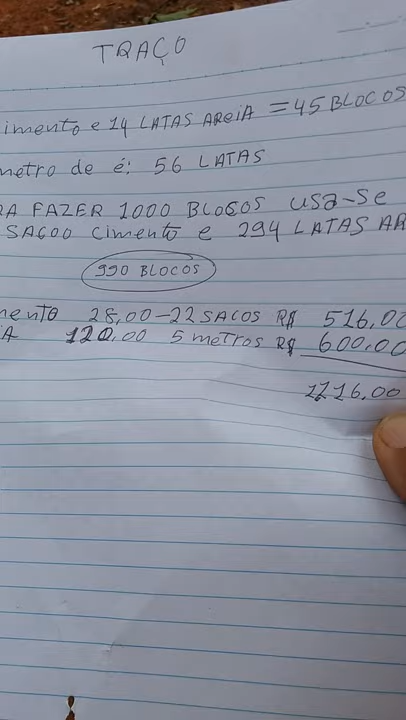 TRAÇO
imento e 14 LATAS AREIA = 45 BLOCOS
metro de é: 56 LATAS
RA FAZER 1000 BLOCOS USA-SE
SACOO Cimento e 294 LATAS AR
990 BLOCOS
mento 28,00-22 SACOS R$ 516,00
A 120,00 5 metros R$ 600,00
1216,00